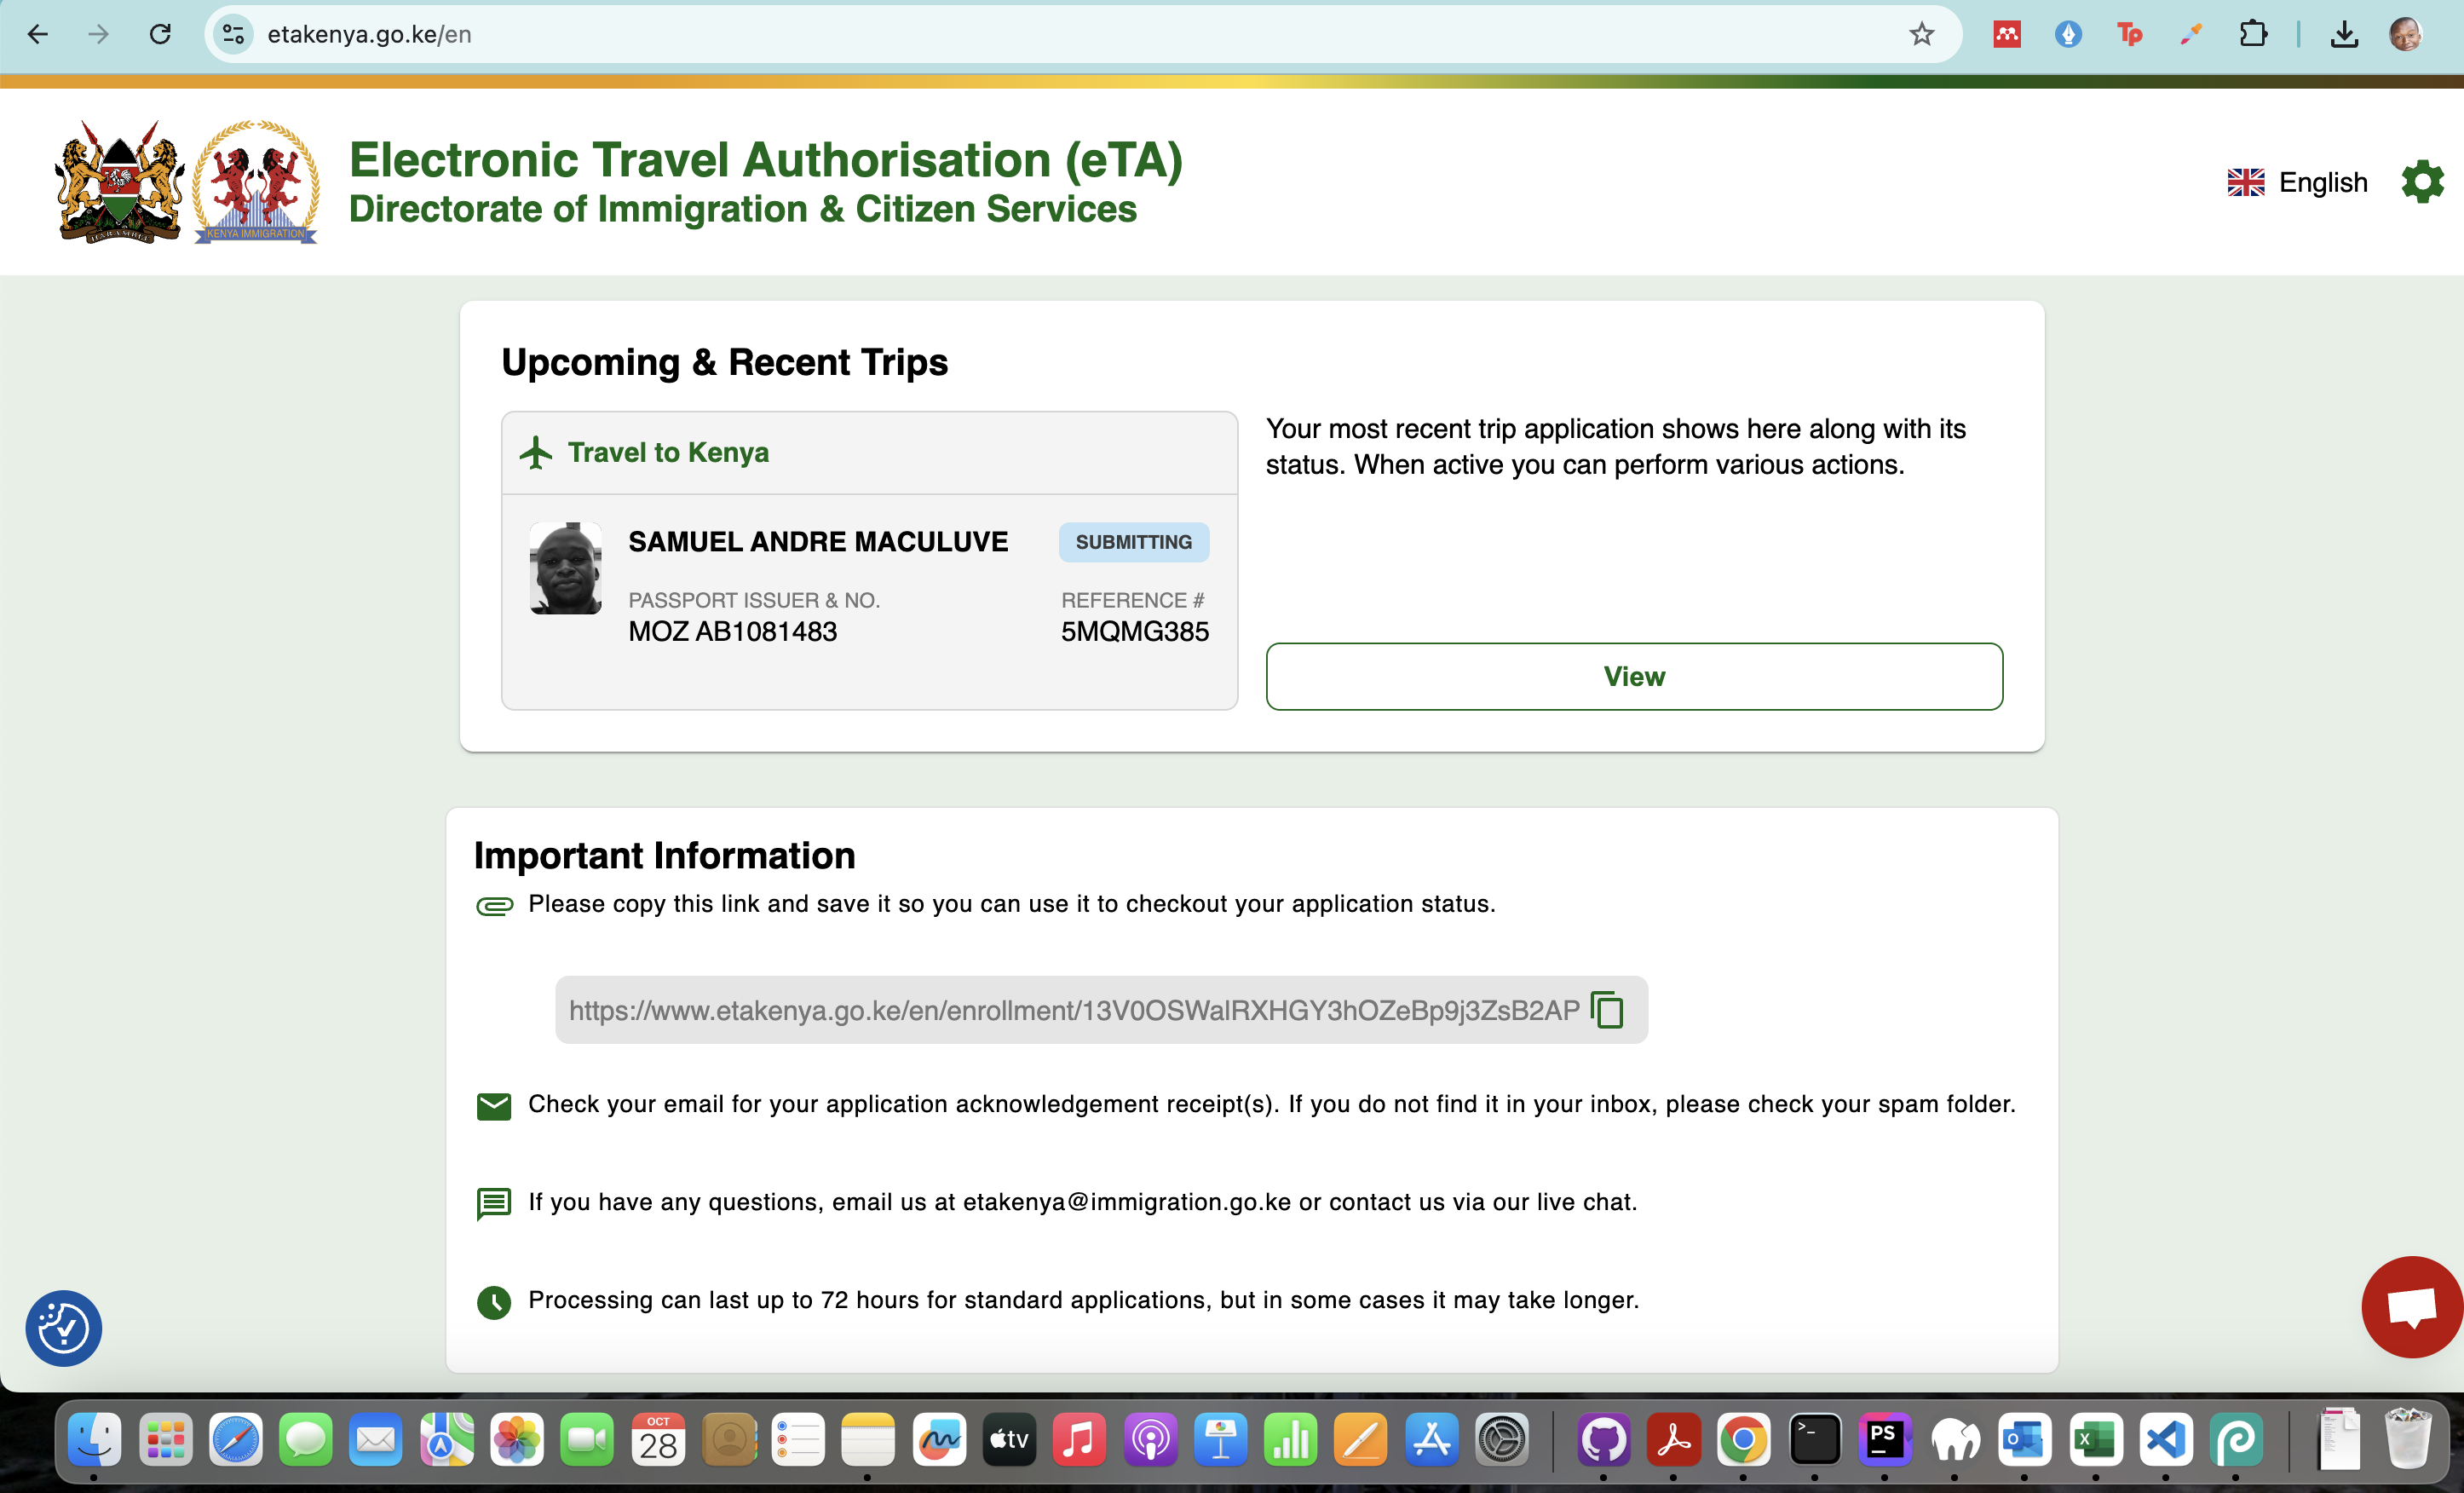 etakenya.go.ke/en
Electronic Travel Authorisation (eTA)
Directorate of Immigration & Citizen Services
KENYA IMMIGRATION
English
Upcoming & Recent Trips
Travel to Kenya
SAMUEL ANDRE MACULUVE
SUBMITTING
PASSPORT ISSUER & NO.
REFERENCE #
MOZ AB1081483
5MQMG385
Your most recent trip application shows here along with its
status. When active you can perform various actions.
View
Important Information
Please copy this link and save it so you can use it to checkout your application status.
https://www.etakenya.go.ke/en/enrollment/13V0OSWalRXHGY3hOZeBp9j3ZsB2AP
Check your email for your application acknowledgement receipt(s). If you do not find it in your inbox, please check your spam folder.
If you have any questions, email us at etakenya@immigration.go.ke or contact us via our live chat.
Processing can last up to 72 hours for standard applications, but in some cases it may take longer.
OCT
28
tv
PS